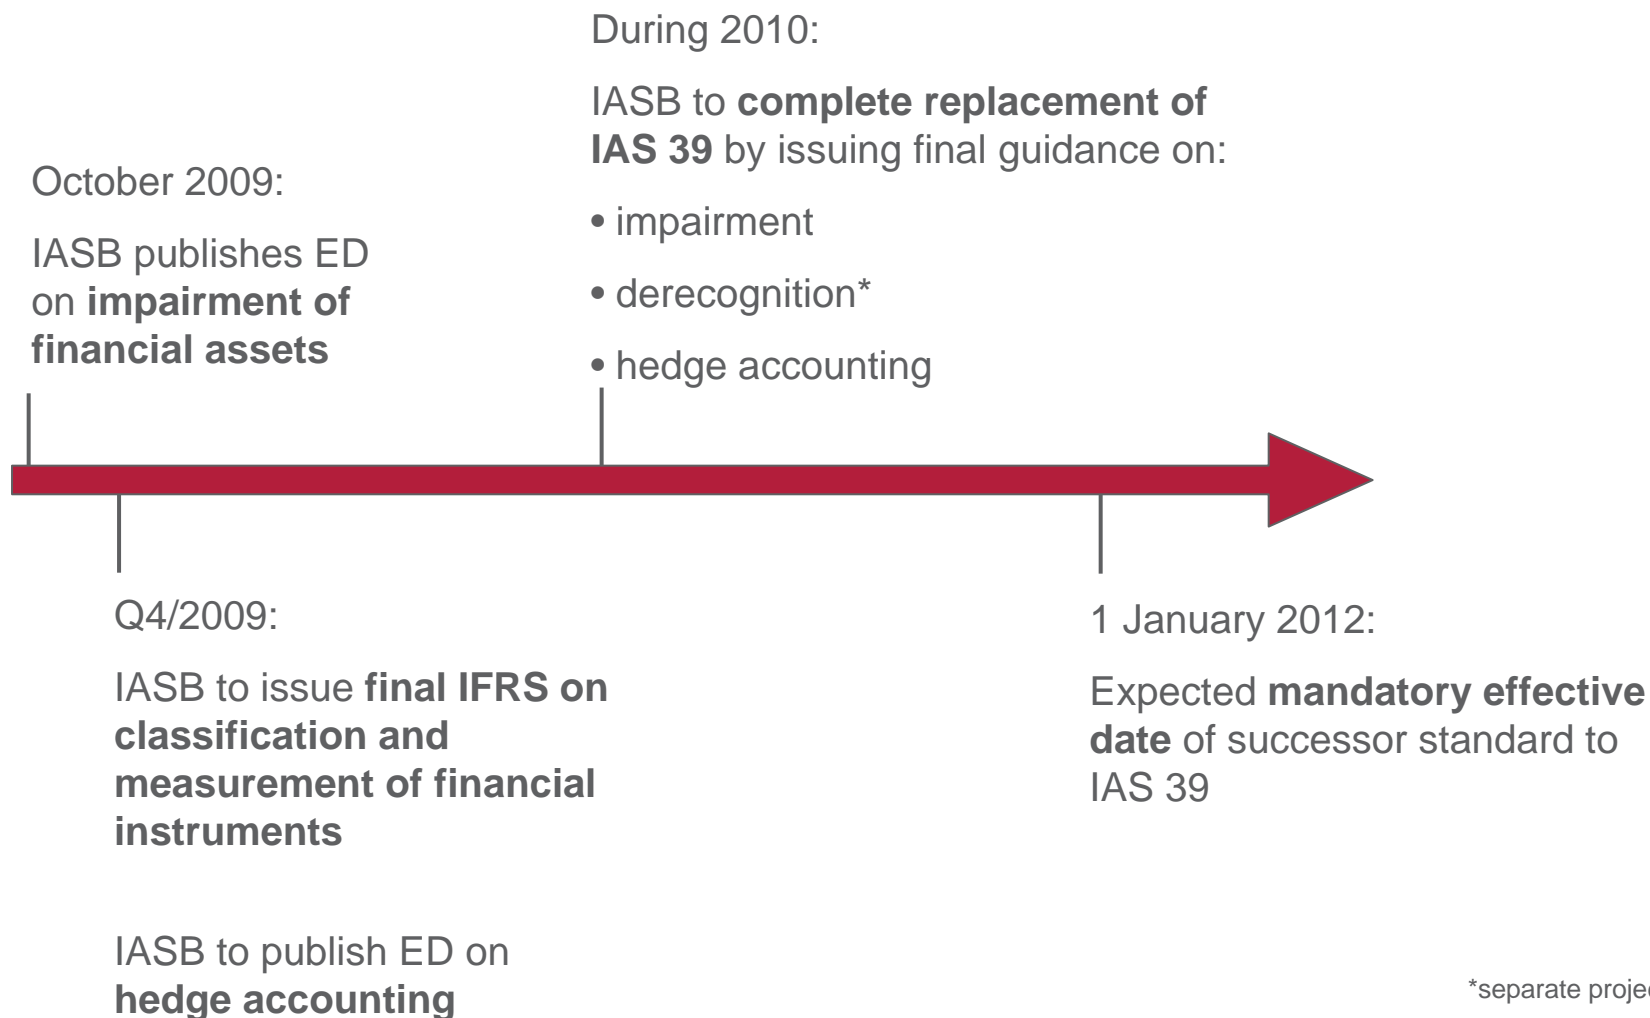 During 2010:
IASB to complete replacement of
IAS 39 by issuing final guidance on:
• impairment
• derecognition*
• hedge accounting
October 2009:
IASB publishes ED
on impairment of
financial assets
Q4/2009:
IASB to issue final IFRS on
classification and
measurement of financial
instruments
IASB to publish ED on
hedge accounting
1 January 2012:
Expected mandatory effective
date of successor standard to
IAS 39
*separate